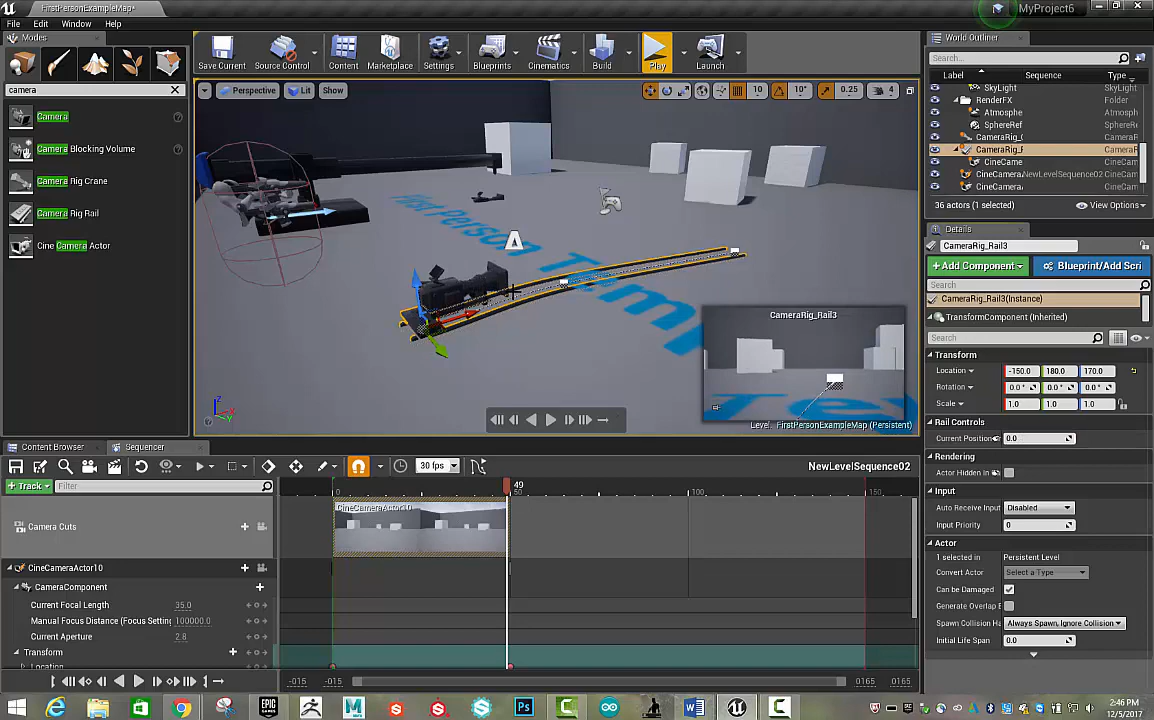 FirstPersonExampleMap*
MyProject6
File Edit Window Help
Modes
camera
Camera
Camera Blocking Volume
Camera Rig Crane
Camera Rig Rail
Cine Camera Actor
Save Current
Source Control
Content
Marketplace
Settings
Blueprints
Cinematics
Build
Play
Launch
Perspective
Lit
Show
10
10°
0.25
4
First Person Tem
A
CameraRig_Rail3
Level: FirstPersonExampleMap (Persistent)
World Outliner
Search...
Label
Sequence
Type
SkyLight
RenderFX
Folder
Atmosphe
SphereRef
CameraRig_
CameraRig_
CameraR
CineCame
CineCamera
NewLevelSequence02
CineCamera
36 actors (1 selected)
View Options
Details
CameraRig_Rail3
+ Add Component
Blueprint/Add Scri
Search
CameraRig_Rail3(Instance)
TransformComponent (Inherited)
Search
Transform
Location -150.0 180.0 170.0
Rotation 0.0° 0.0° 0.0°
Scale 1.0 1.0 1.0
Rail Controls
Current Position 0.0
Rendering
Actor Hidden In
Input
Auto Receive Input Disabled
Input Priority 0
Actor
1 selected in Persistent Level
Convert Actor Select a Type
Can be Damaged
Generate Overlap E
Spawn Collision Ha Always Spawn, Ignore Collision
Initial Life Span 0.0
Content Browser
Sequencer
30 fps
NewLevelSequence02
+ Track
Filter
0 49 50 100 150
Camera Cuts
CineCameraActor10
CineCameraActor10
CameraComponent
Current Focal Length 35.0
Manual Focus Distance (Focus Setting 100000.0
Current Aperture 2.8
Transform
Location
-015 -015 0165 0165
2:46 PM
12/5/2017